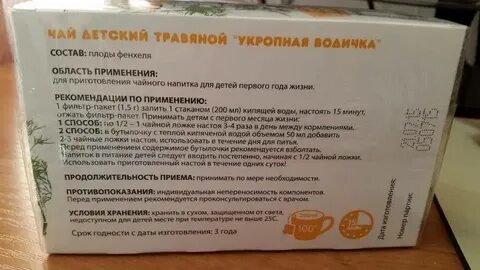 ЧАЙ ДЕТСКИЙ ТРАВЯНОЙ "УКРОПНАЯ ВОДИЧКА"
СОСТАВ: плоды фенхеля
ОБЛАСТЬ ПРИМЕНЕНИЯ:
для приготовления чайного напитка для детей первого года жизни.
РЕКОМЕНДАЦИИ ПО ПРИМЕНЕНИЮ:
1 фильтр-пакет (1,5 г) залить 1 стаканом (200 мл) кипящей воды, настоять 15 минут,
отжать фильтр-пакет. Принимать детям с первого месяца жизни:
1 СПОСОБ: по 1/2 – 1 чайной ложке настоя 3-4 раза в день между кормлениями.
2 СПОСОБ: в бутылочку с теплой кипяченой водой объемом 50 мл добавить
2-3 чайные ложки настоя, использовать в течение дня для питья.
Перед применением содержимое бутылочки рекомендуется взболтать.
Напиток в питание детей следует вводить постепенно, начиная с 1/2 чайной ложки.
Использовать приготовленный настой в течение одних суток!
ПРОДОЛЖИТЕЛЬНОСТЬ ПРИЕМА: принимать по мере необходимости.
ПРОТИВОПОКАЗАНИЯ: индивидуальная непереносимость компонентов.
Перед применением рекомендуется проконсультироваться с врачом.
УСЛОВИЯ ХРАНЕНИЯ: хранить в сухом, защищенном от света,
недоступном для детей месте при температуре не выше 25С.
Срок годности с даты изготовления: 3 года
100°
Дата изготовления:
Номер партии: